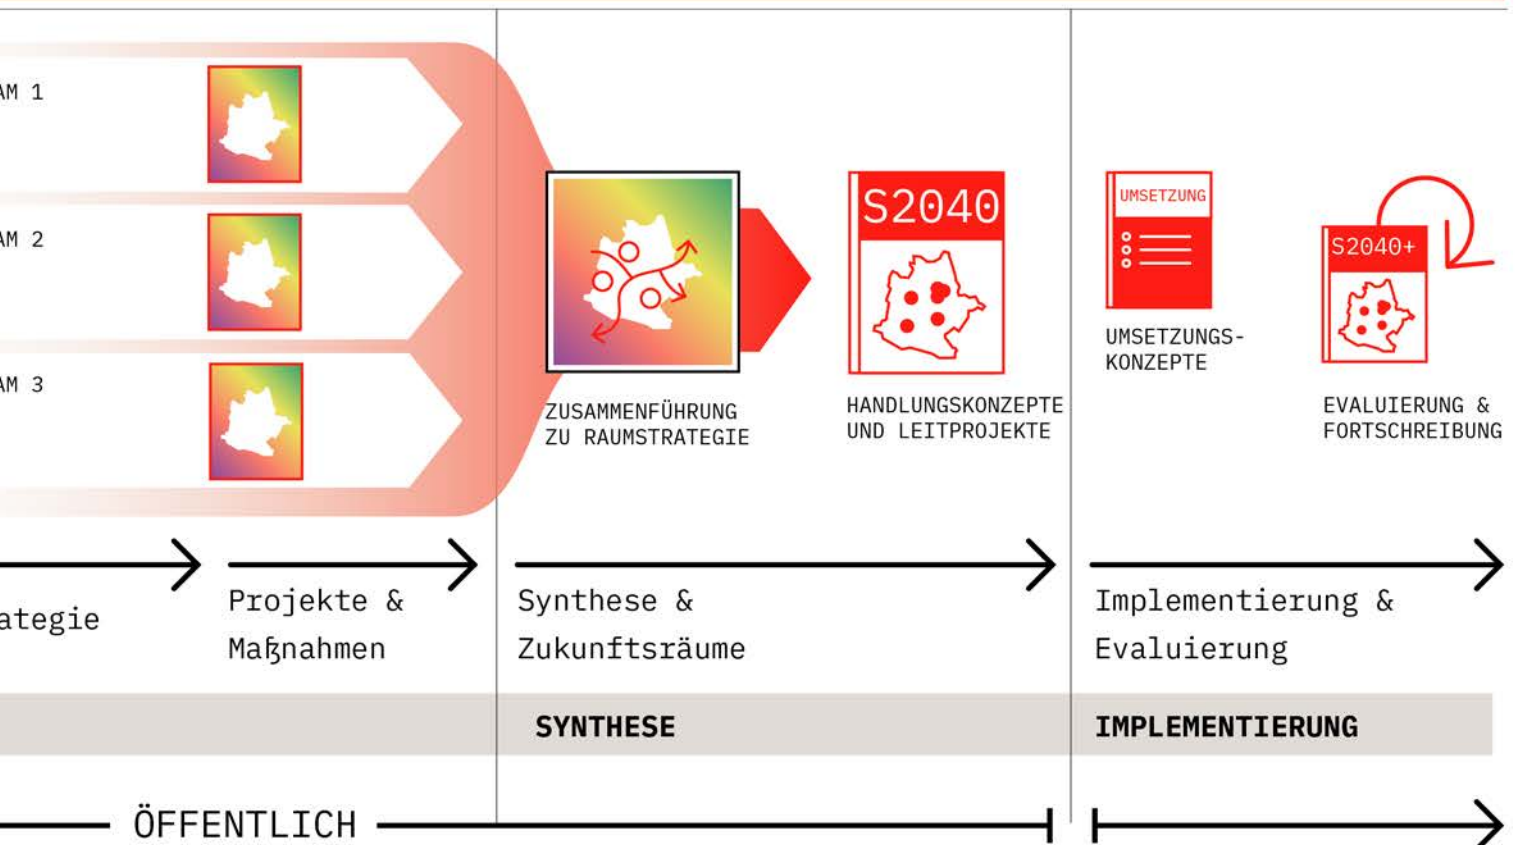 AM 1
AM 2
AM 3
ZUSAMMENFÜHRUNG
ZU RAUMSTRATEGIE
S2040
HANDLUNGSKONZEPTE
UND LEITPROJEKTE
UMSETZUNG
UMSETZUNGS-
KONZEPTE
S2040+
EVALUIERUNG &
FORTSCHREIBUNG
ategie
Projekte &
Maßnahmen
Synthese &
Zukunftsräume
Implementierung &
Evaluierung
SYNTHESE
IMPLEMENTIERUNG
ÖFFENTLICH